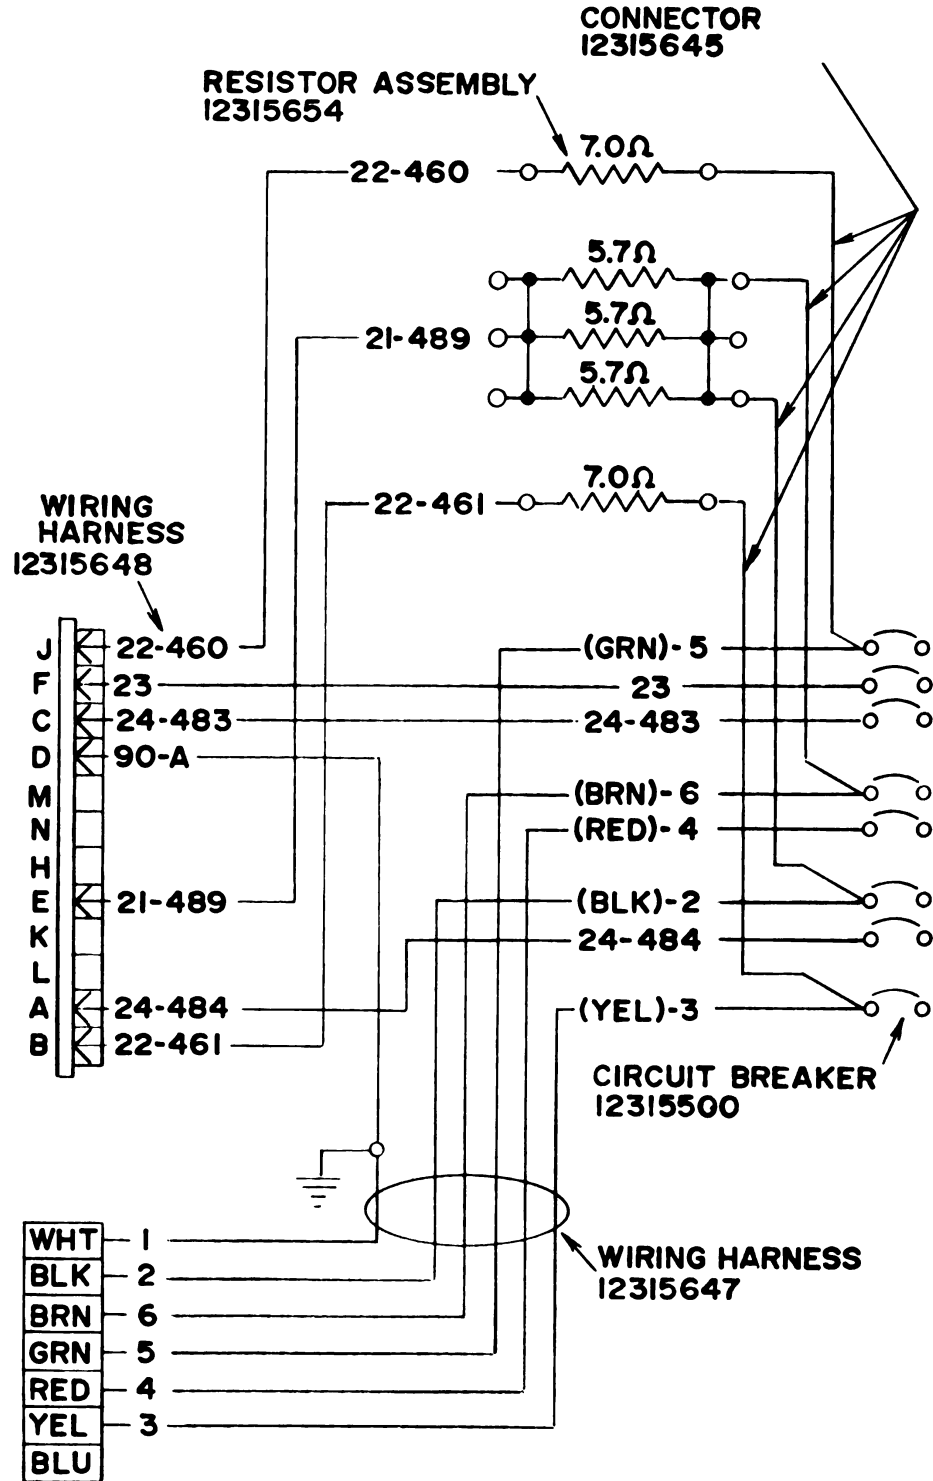 CONNECTOR
12315645
RESISTOR ASSEMBLY
12315654
7.0Ω
22-460
5.7Ω
5.7Ω
21-489
5.7Ω
7.0Ω
22-461
WIRING
HARNESS
12315648
J 22-460 (GRN)-5
F 23 23
C 24-483 24-483
D 90-A
M (BRN)-6
N (RED)-4
H
E 21-489 (BLK)-2
K 24-484
L
A 24-484 (YEL)-3
B 22-461
CIRCUIT BREAKER
12315500
WHT 1
BLK 2
BRN 6
GRN 5
RED 4
YEL 3
BLU
WIRING HARNESS
12315647